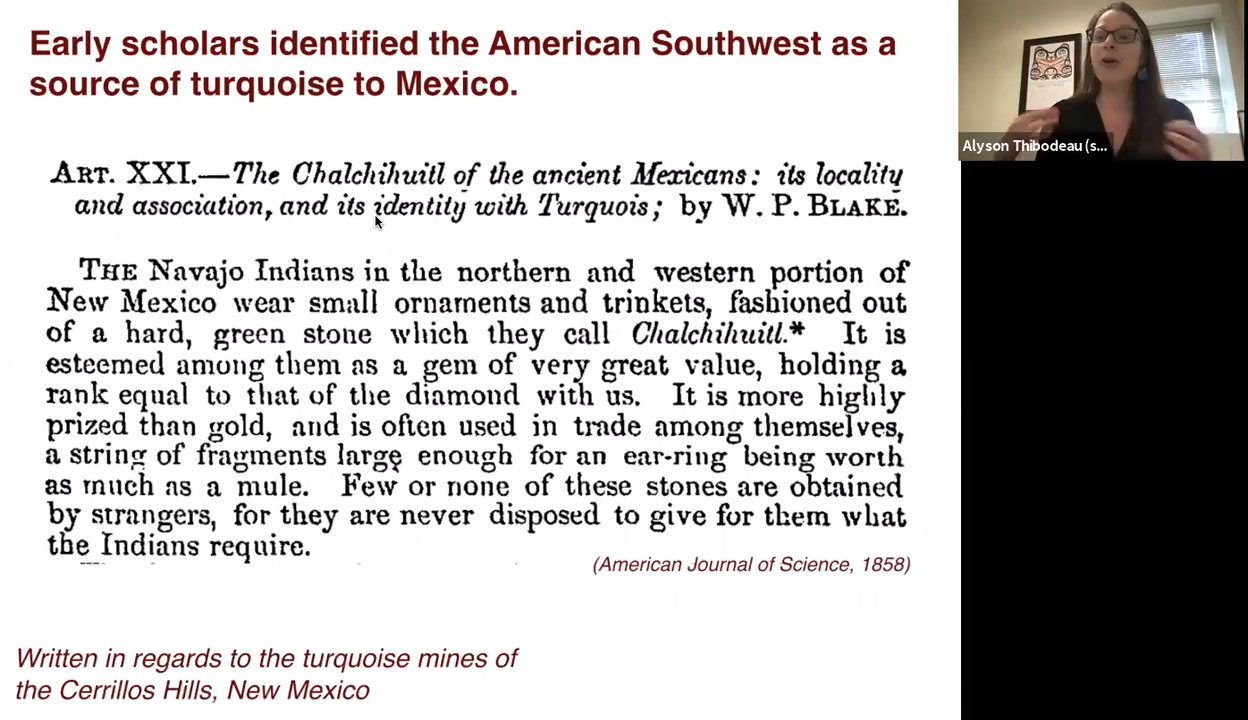 Early scholars identified the American Southwest as a
source of turquoise to Mexico.
ART. XXI.—The Chalchihuitl of the ancient Mexicans: its locality
and association, and its identity with Turquois; by W. P. BLAKE.
THE Navajo Indians in the northern and western portion of
New Mexico wear small ornaments and trinkets, fashioned out
of a hard, green stone which they call Chalchihuitl.* It is
esteemed among them as a gem of very great value, holding a
rank equal to that of the diamond with us. It is more highly
prized than gold, and is often used in trade among themselves,
a string of fragments large enough for an ear-ring being worth
as much as a mule. Few or none of these stones are obtained
by strangers, for they are never disposed to give for them what
the Indians require.
(American Journal of Science, 1858)
Written in regards to the turquoise mines of
the Cerrillos Hills, New Mexico
Alyson Thibodeau (s...